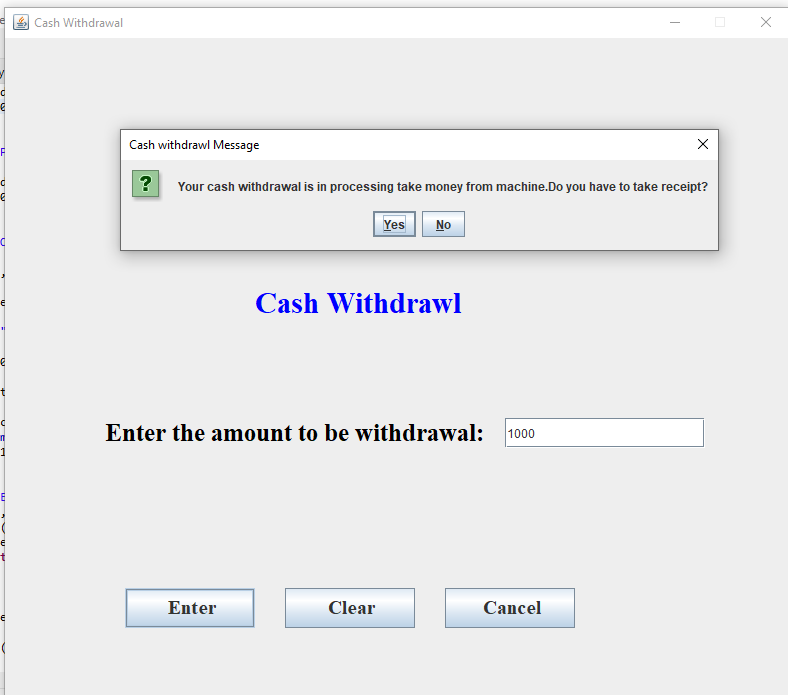 Cash Withdrawal
Cash withdrawl Message
?
Your cash withdrawal is in processing take money from machine.Do you have to take receipt?
Yes No
Cash Withdrawl
Enter the amount to be withdrawal: 1000
Enter Clear Cancel